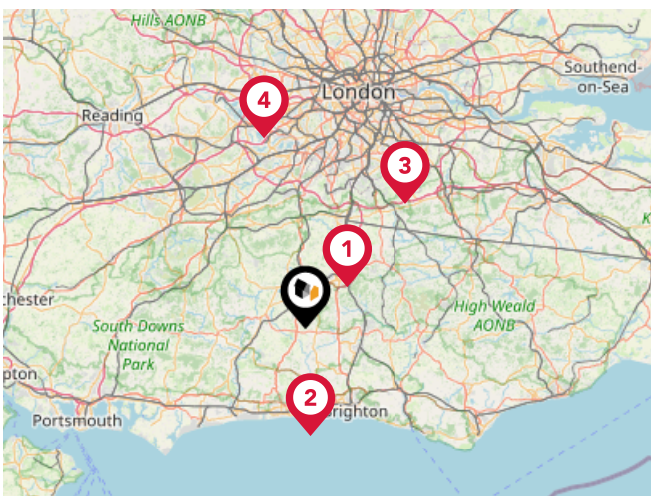 Hills AONB
Southend-
on-Sea
London
4
Reading
3
1
chester
High Weald
AONB
South Downs
National
Park
pton
2
righton
Portsmouth
K